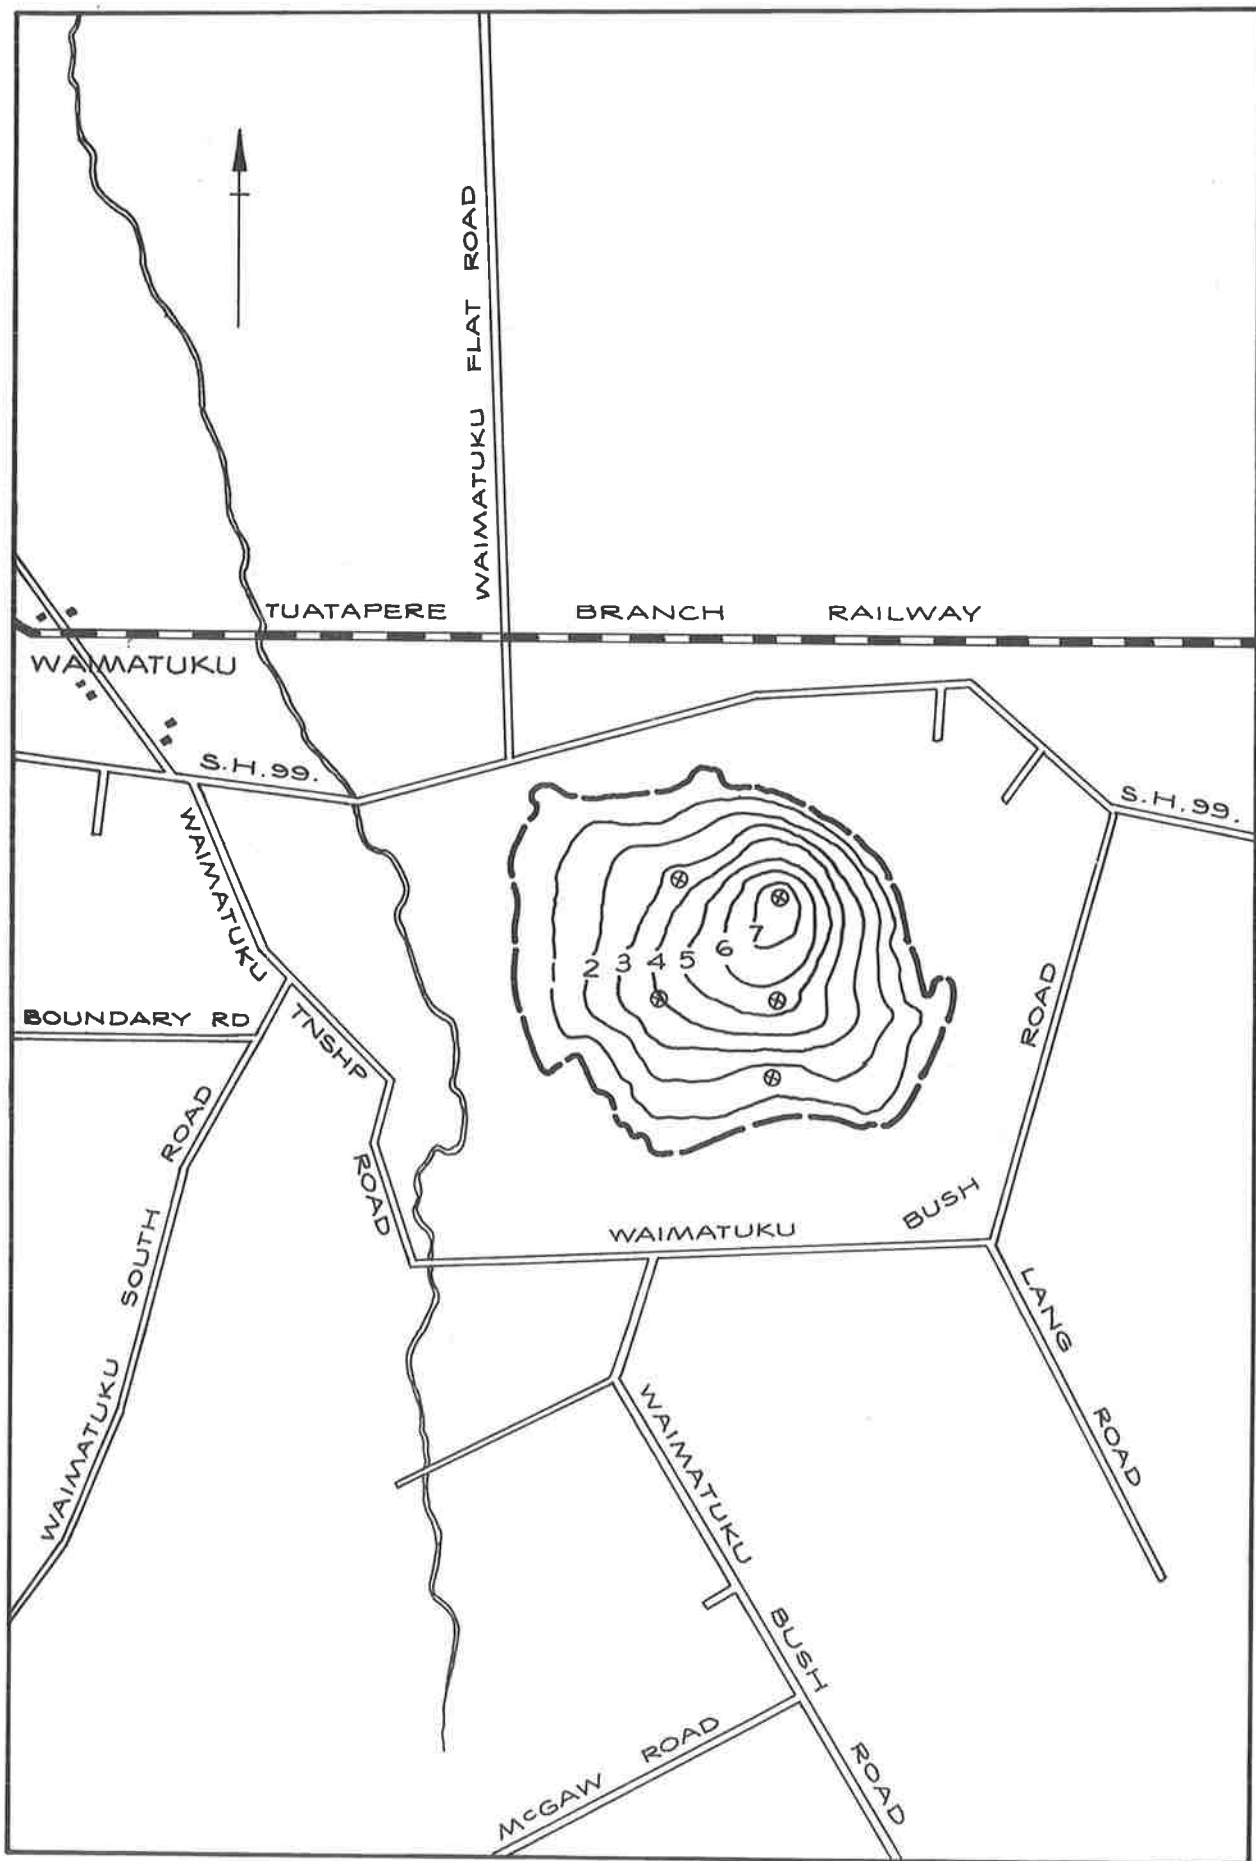 WAIMATUKU FLAT ROAD
TUATAPERE BRANCH RAILWAY
WAIMATUKU
S.H.99.
S.H.99.
WAIMATUKU TNSHP ROAD
BOUNDARY RD
2 3 4 5 6 7
ROAD
WAIMATUKU SOUTH ROAD
WAIMATUKU BUSH
LANG ROAD
WAIMATUKU BUSH ROAD
McGAW ROAD